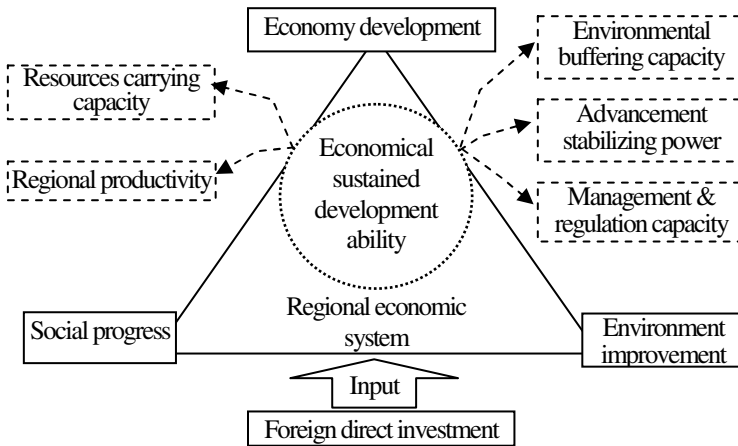 Economy development
Resources carrying
capacity
Regional productivity
Environmental
buffering capacity
Advancement
stabilizing power
Management &
regulation capacity
Economical
sustained
development
ability
Social progress
Regional economic
system
Environment
improvement
Input
Foreign direct investment